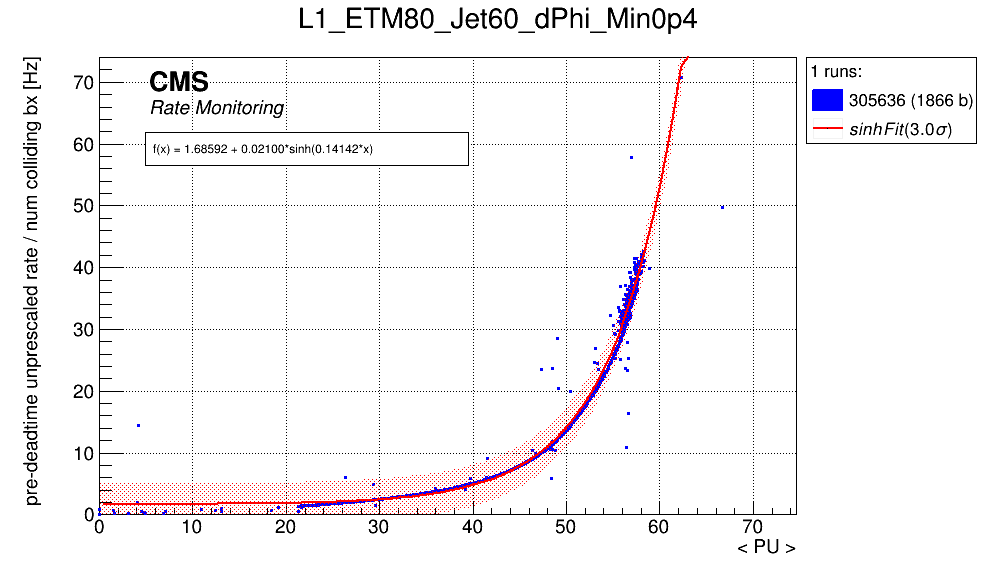 L1_ETM80_Jet60_dPhi_Min0p4
pre-deadtime unprescaled rate / num colliding bx [Hz]
CMS
Rate Monitoring
f(x) = 1.68592 + 0.02100*sinh(0.14142*x)
70
60
50
40
30
20
10
0
0 10 20 30 40 50 60 70
< PU >
1 runs:
305636 (1866 b)
sinhFit(3.0σ)